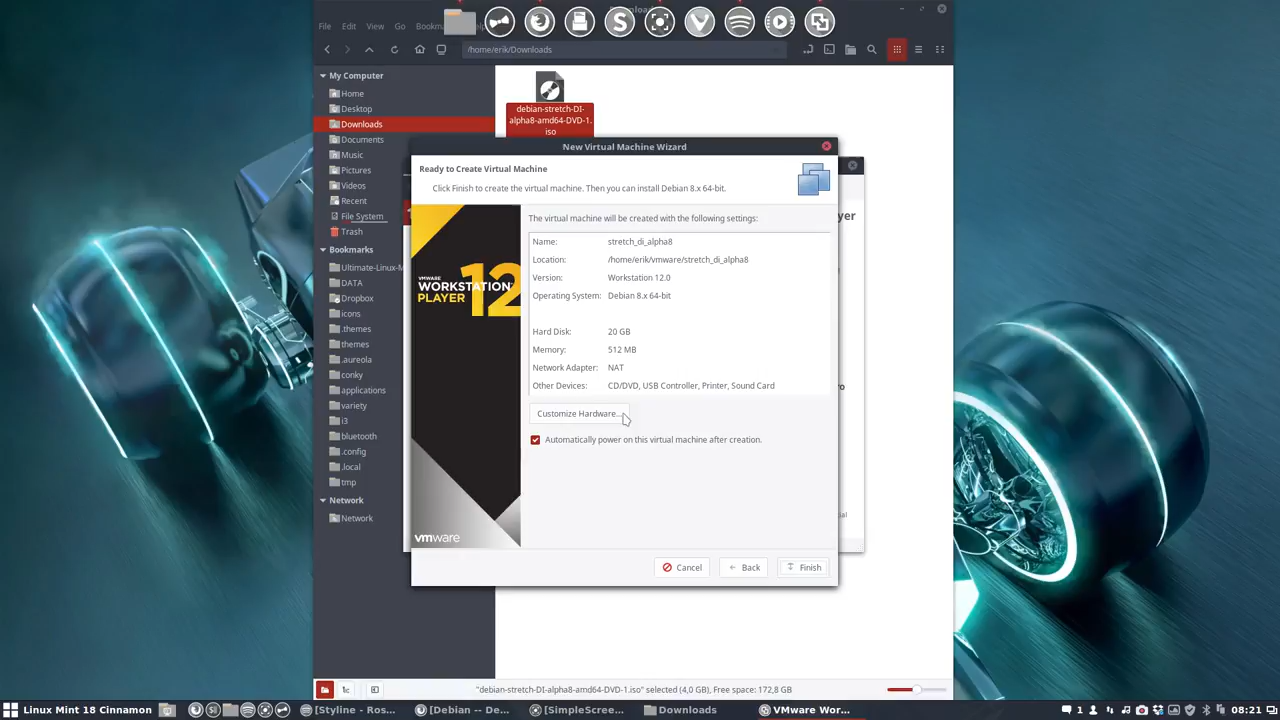 File Edit View Go
/home/erik/Downloads
My Computer
Home
Desktop
Downloads
Documents
Music
Pictures
Videos
Recent
File System
Trash
Bookmarks
Ultimate-Linux-M
DATA
Dropbox
icons
.themes
themes
.aureola
conky
applications
variety
i3
bluetooth
.config
.local
tmp
Network
Network
debian-stretch-DI-
alpha8-amd64-DVD-1.
iso
New Virtual Machine Wizard
Ready to Create Virtual Machine
Click Finish to create the virtual machine. Then you can install Debian 8.x 64-bit.
VMWARE
WORKSTATION
PLAYER
12
vmware
The virtual machine will be created with the following settings:
Name: stretch_di_alpha8
Location: /home/erik/vmware/stretch_di_alpha8
Version: Workstation 12.0
Operating System: Debian 8.x 64-bit
Hard Disk: 20 GB
Memory: 512 MB
Network Adapter: NAT
Other Devices: CD/DVD, USB Controller, Printer, Sound Card
Customize Hardware...
Automatically power on this virtual machine after creation.
Cancel Back Finish
"debian-stretch-DI-alpha8-amd64-DVD-1.iso" selected (4,0 GB), Free space: 172,8 GB
Linux Mint 18 Cinnamon [Styline - Ros... [Debian -- De... [SimpleScree... Downloads VMware Wor... 1 08:21